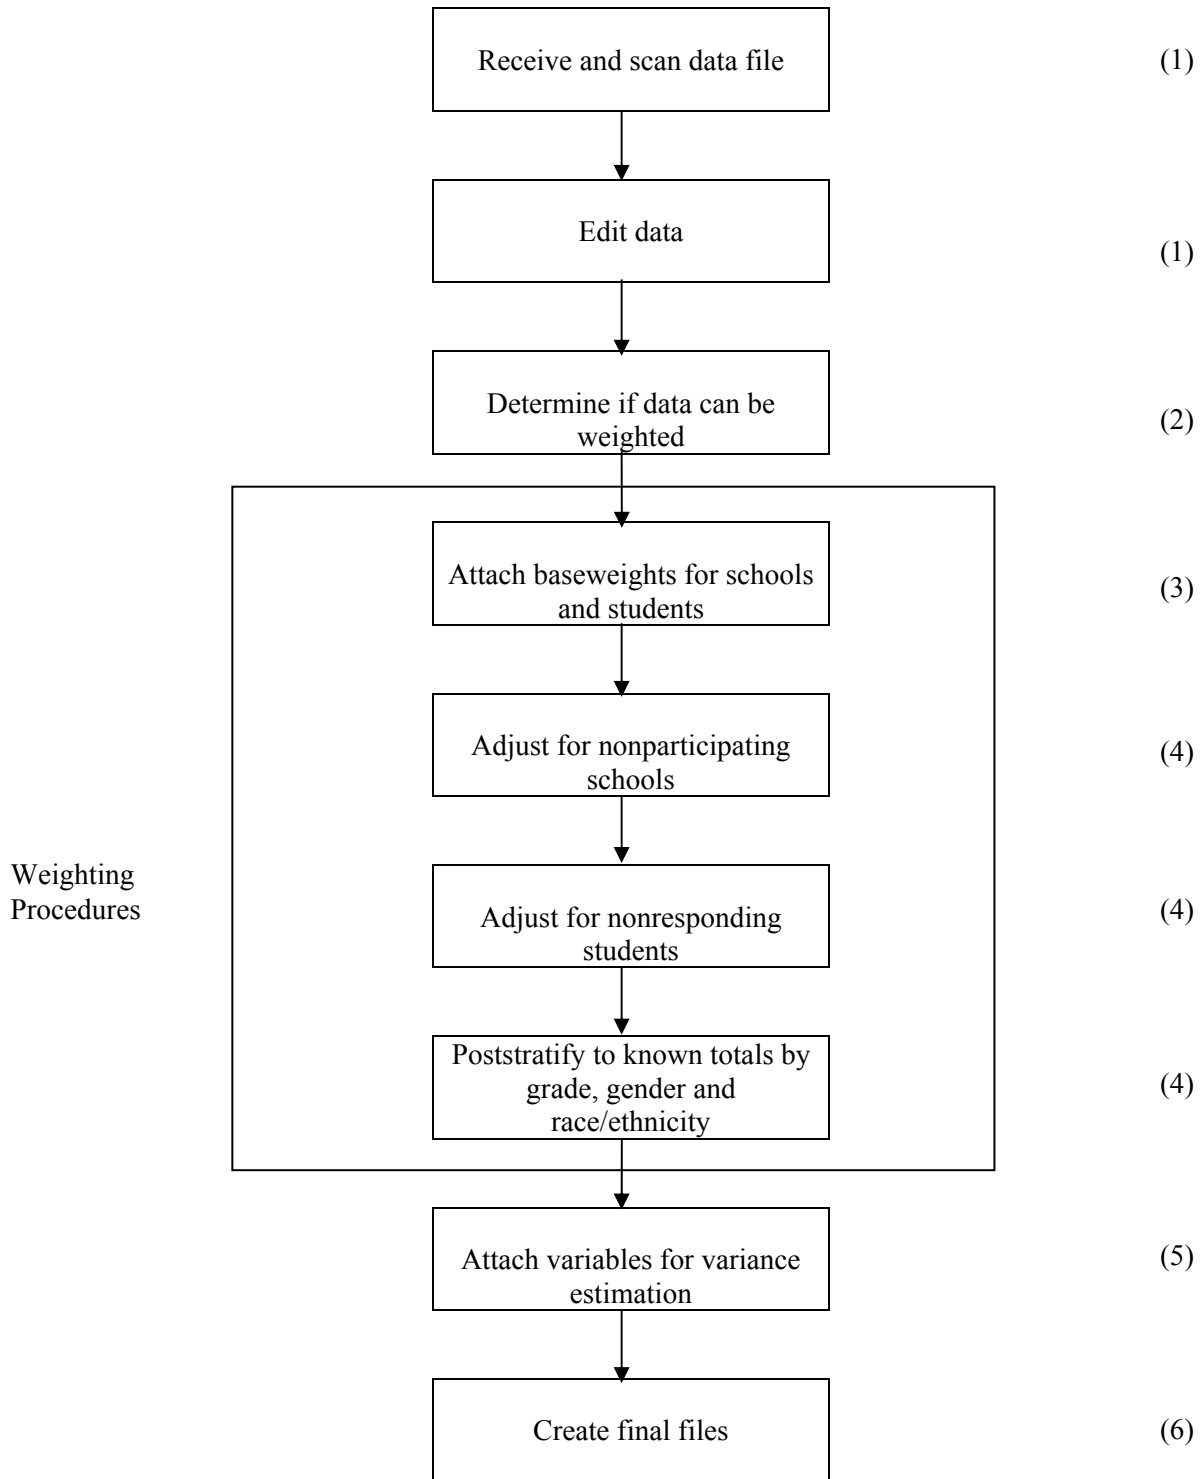 Receive and scan data file (1)
Edit data
(1)
Determine if data can be
weighted
(2)
Attach baseweights for schools
and students
(3)
Adjust for nonparticipating
schools
(4)
Weighting
Procedures
Adjust for nonresponding
students
(4)
Poststratify to known totals by
grade, gender and
race/ethnicity
(4)
Attach variables for variance
estimation
(5)
Create final files (6)